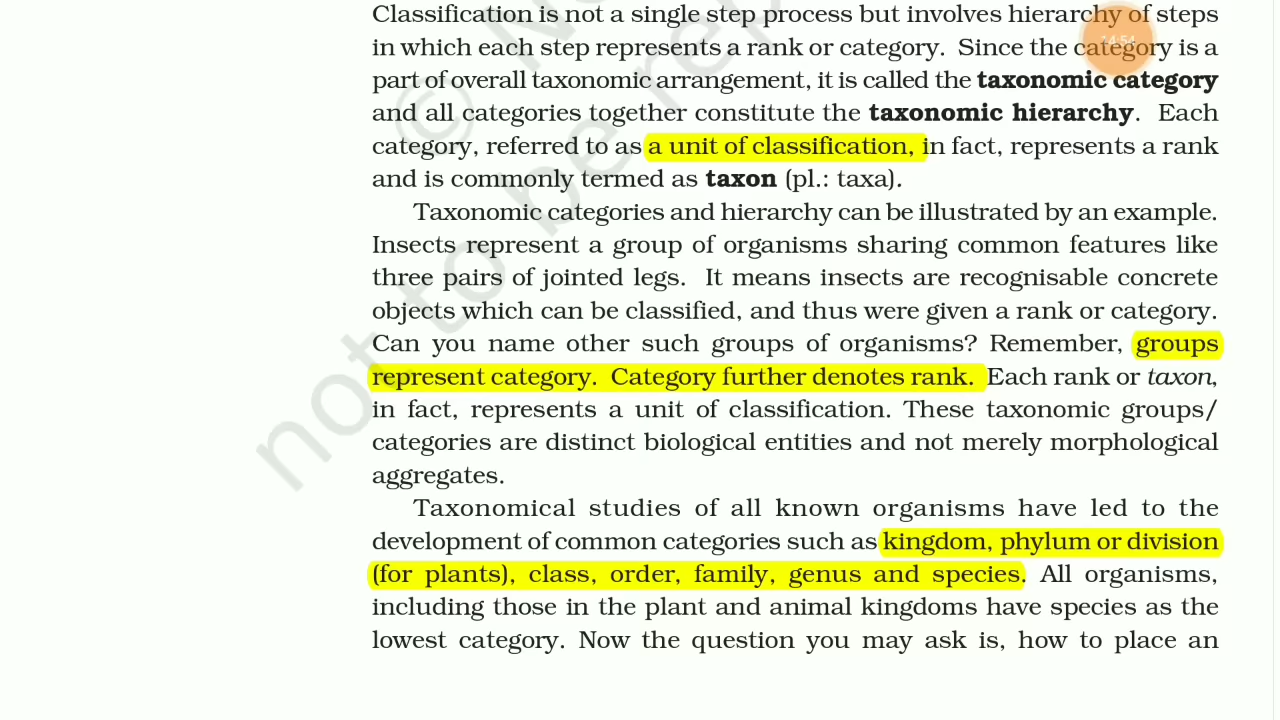 Classification is not a single step process but involves hierarchy of steps
in which each step represents a rank or category. Since the category is a
part of overall taxonomic arrangement, it is called the taxonomic category
and all categories together constitute the taxonomic hierarchy. Each
category, referred to as a unit of classification, in fact, represents a rank
and is commonly termed as taxon (pl.: taxa).
Taxonomic categories and hierarchy can be illustrated by an example.
Insects represent a group of organisms sharing common features like
three pairs of jointed legs. It means insects are recognisable concrete
objects which can be classified, and thus were given a rank or category.
Can you name other such groups of organisms? Remember, groups
represent category. Category further denotes rank. Each rank or taxon,
in fact, represents a unit of classification. These taxonomic groups/
categories are distinct biological entities and not merely morphological
aggregates.
Taxonomical studies of all known organisms have led to the
development of common categories such as kingdom, phylum or division
(for plants), class, order, family, genus and species. All organisms,
including those in the plant and animal kingdoms have species as the
lowest category. Now the question you may ask is, how to place an
14:54
not to be
©